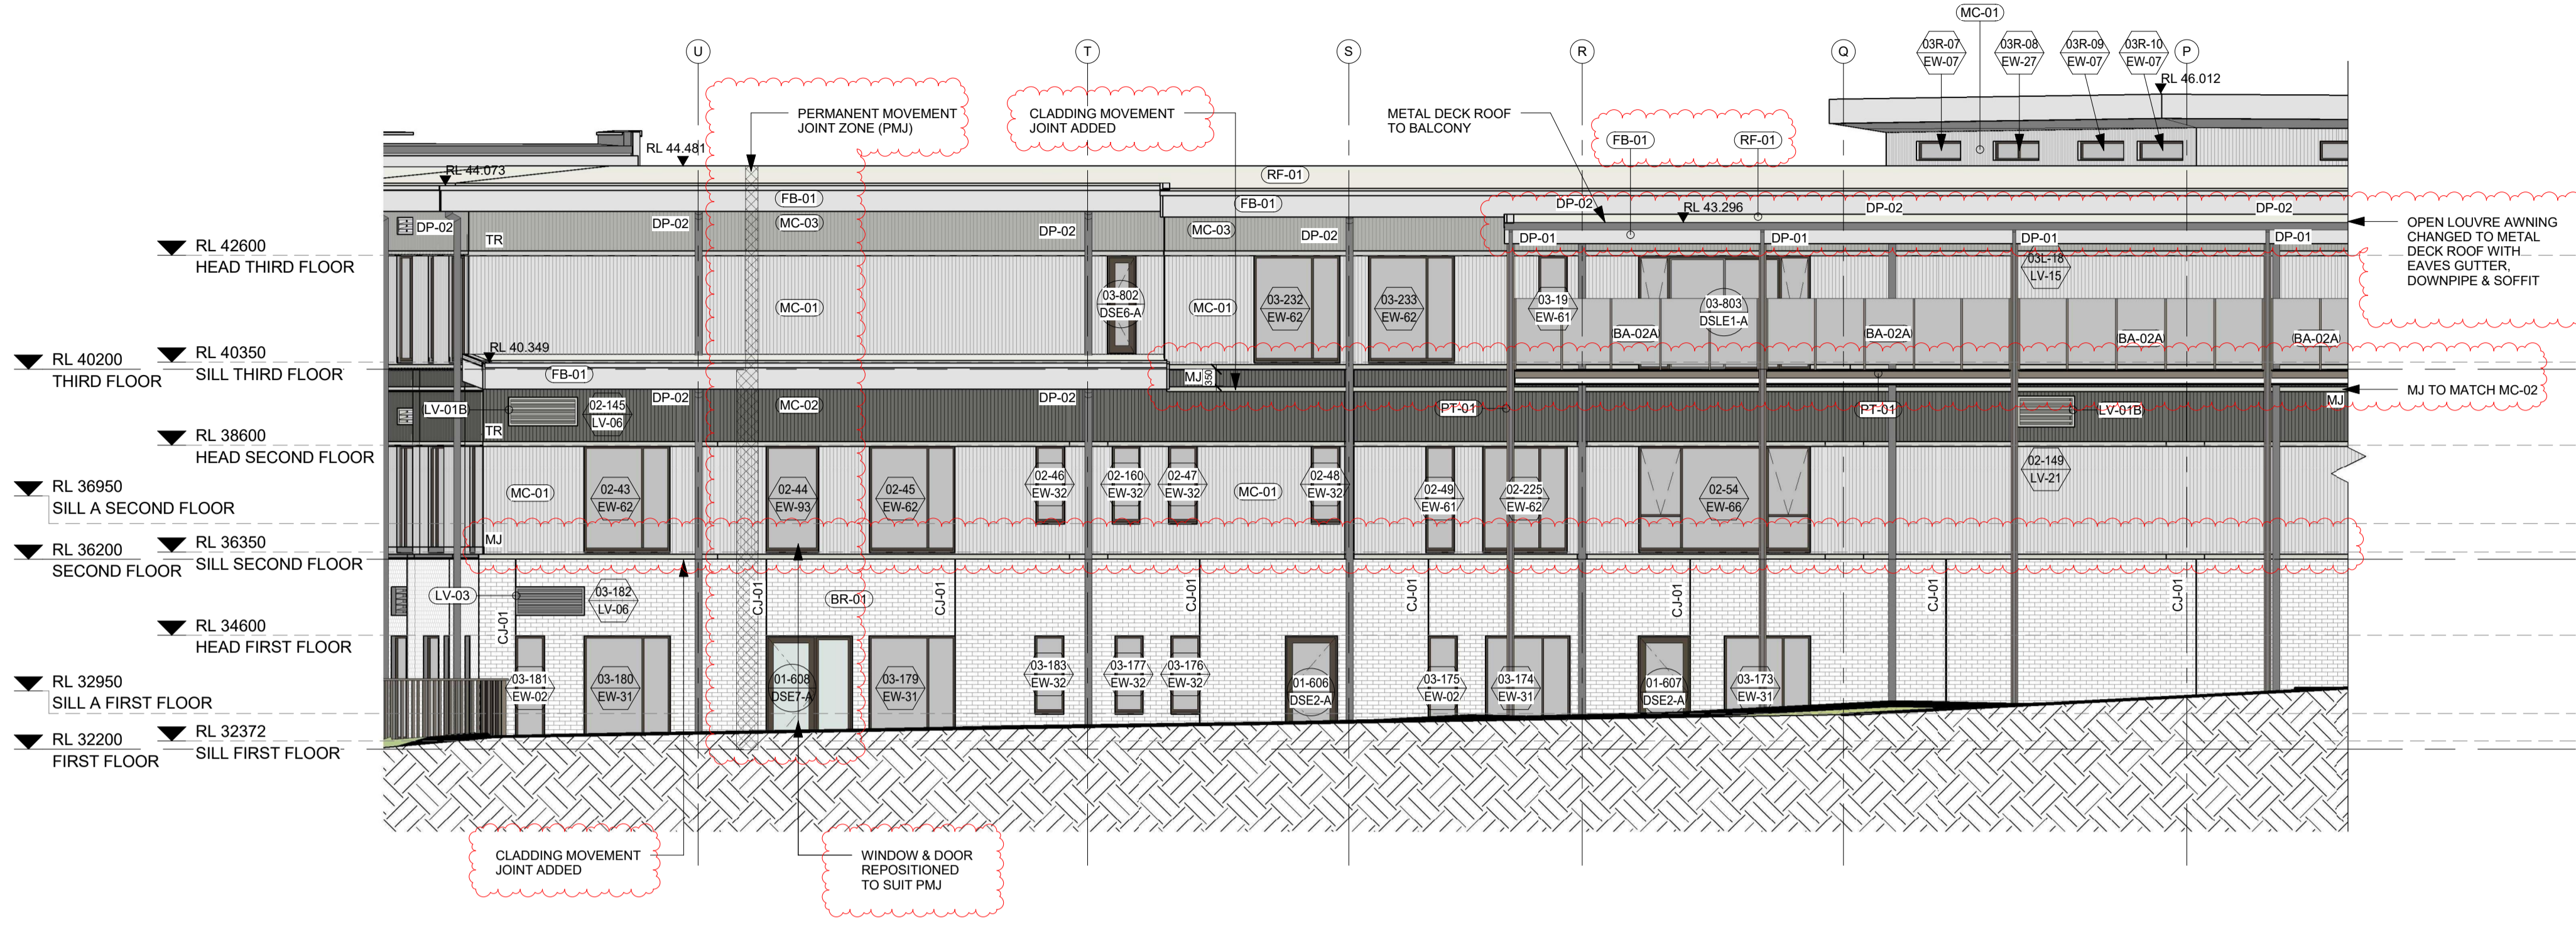 MC-01
U
T
S
R
Q
P
03R-07
EW-07
03R-08
EW-27
03R-09
EW-07
03R-10
EW-07
RL 46.012
PERMANENT MOVEMENT
JOINT ZONE (PMJ)
CLADDING MOVEMENT
JOINT ADDED
METAL DECK ROOF
TO BALCONY
FB-01
RF-01
RL 44.481
RL 44.073
RF-01
FB-01
FB-01
DP-02
RL 43.296
DP-02
DP-02
DP-02
TR
DP-02
MC-03
DP-02
MC-03
DP-02
DP-01
DP-01
DP-01
DP-01
OPEN LOUVRE AWNING
CHANGED TO METAL
DECK ROOF WITH
EAVES GUTTER,
DOWNPIPE & SOFFIT
RL 42600
HEAD THIRD FLOOR
03L-18
LV-15
MC-01
03-802
DSE6-A
MC-01
03-232
EW-62
03-233
EW-62
03-19
EW-61
03-803
DSLE1-A
BA-02A
BA-02A
BA-02A
BA-02A
RL 40200
THIRD FLOOR
RL 40350
SILL THIRD FLOOR
RL 40.349
FB-01
MJ
350
MJ TO MATCH MC-02
LV-01B
02-145
LV-06
DP-02
MC-02
DP-02
PT-01
PT-01
LV-01B
MJ
TR
RL 38600
HEAD SECOND FLOOR
RL 36950
SILL A SECOND FLOOR
MC-01
02-43
EW-62
02-44
EW-93
02-45
EW-62
02-46
EW-32
02-160
EW-32
02-47
EW-32
MC-01
02-48
EW-32
02-49
EW-61
02-225
EW-62
02-54
EW-66
02-149
LV-21
MJ
RL 36200
SECOND FLOOR
RL 36350
SILL SECOND FLOOR
LV-03
03-182
LV-06
CJ-01
CJ-01
BR-01
CJ-01
CJ-01
CJ-01
CJ-01
CJ-01
CJ-01
RL 34600
HEAD FIRST FLOOR
RL 32950
SILL A FIRST FLOOR
03-181
EW-02
03-180
EW-31
01-608
DSE7-A
03-179
EW-31
03-183
EW-32
03-177
EW-32
03-176
EW-32
01-606
DSE2-A
03-175
EW-02
03-174
EW-31
01-607
DSE2-A
03-173
EW-31
RL 32200
FIRST FLOOR
RL 32372
SILL FIRST FLOOR
CLADDING MOVEMENT
JOINT ADDED
WINDOW & DOOR
REPOSITIONED
TO SUIT PMJ